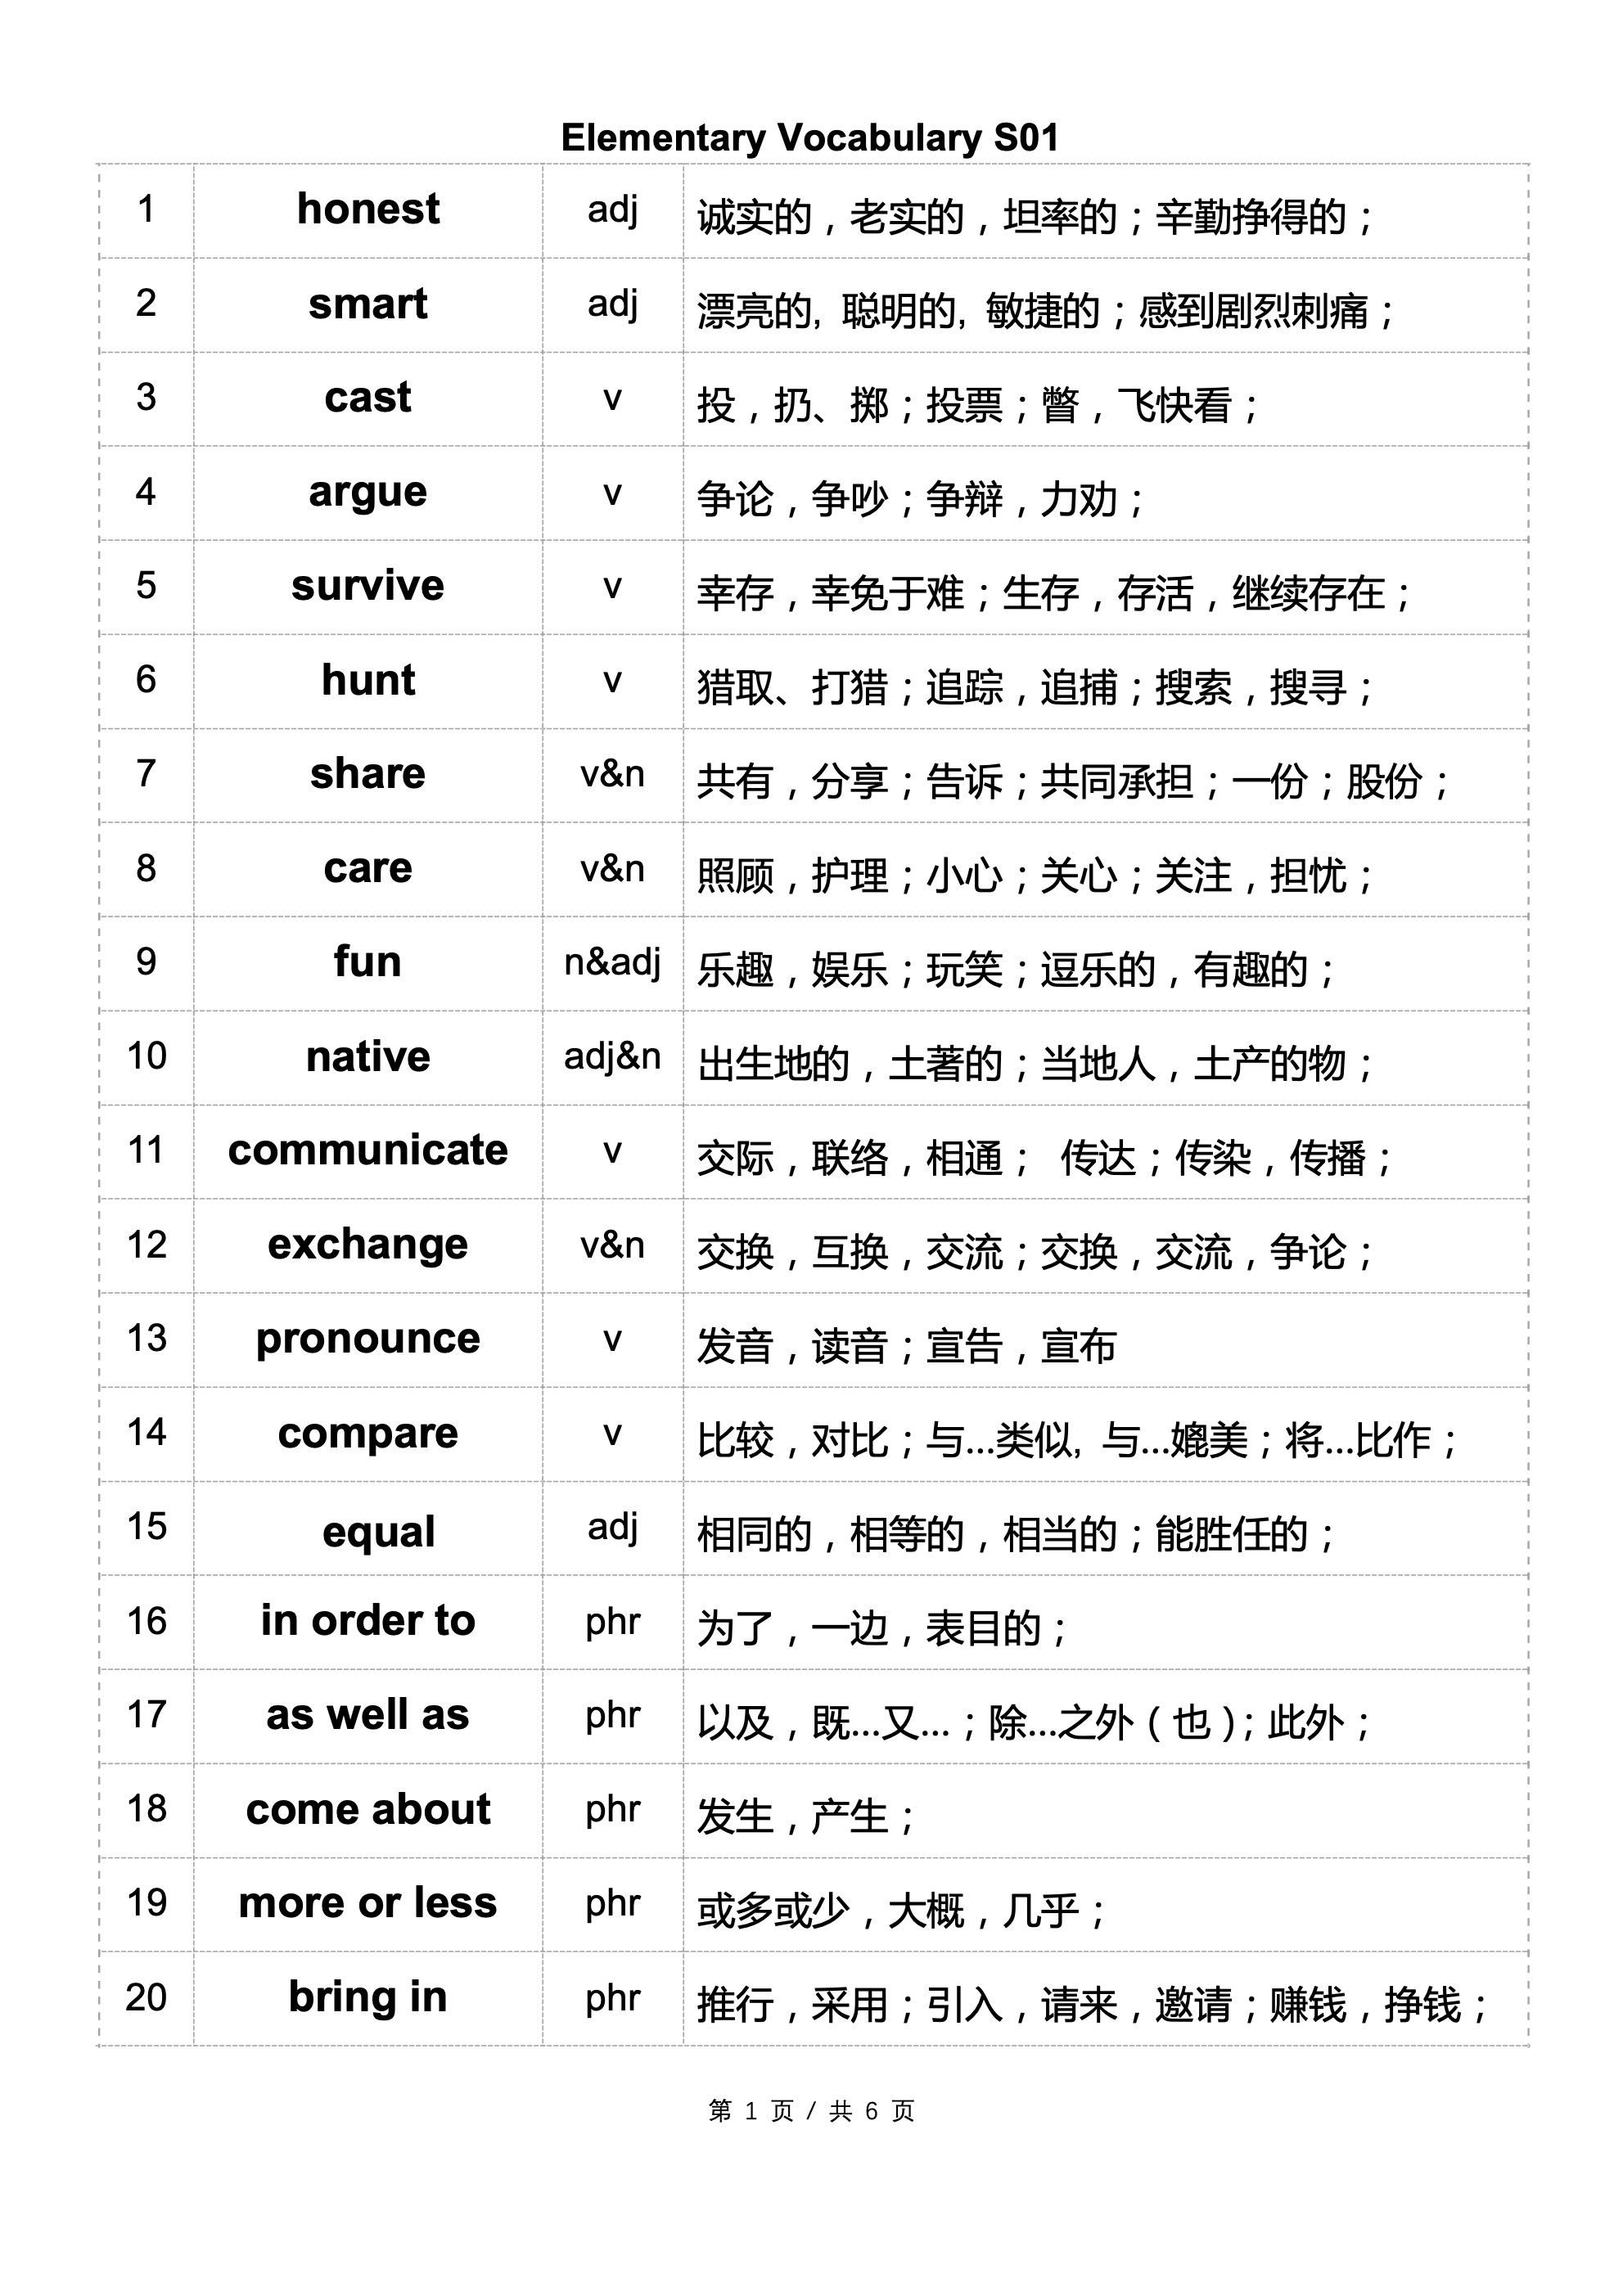 Elementary Vocabulary S01
1 honest adj 诚实的，老实的，坦率的；辛勤挣得的；
2 smart adj 漂亮的, 聪明的, 敏捷的；感到剧烈刺痛；
3 cast v 投，扔、掷；投票；瞥，飞快看；
4 argue v 争论，争吵；争辩，力劝；
5 survive v 幸存，幸免于难；生存，存活，继续存在；
6 hunt v 猎取、打猎；追踪，追捕；搜索，搜寻；
7 share v&n 共有，分享；告诉；共同承担；一份；股份；
8 care v&n 照顾，护理；小心；关心；关注，担忧；
9 fun n&adj 乐趣，娱乐；玩笑；逗乐的，有趣的；
10 native adj&n 出生地的，土著的；当地人，土产的物；
11 communicate v 交际，联络，相通； 传达；传染，传播；
12 exchange v&n 交换，互换，交流；交换，交流，争论；
13 pronounce v 发音，读音；宣告，宣布
14 compare v 比较，对比；与...类似, 与...媲美；将...比作；
15 equal adj 相同的，相等的，相当的；能胜任的；
16 in order to phr 为了，一边，表目的；
17 as well as phr 以及，既...又...；除...之外（也）；此外；
18 come about phr 发生，产生；
19 more or less phr 或多或少，大概，几乎；
20 bring in phr 推行，采用；引入，请来，邀请；赚钱，挣钱；
第 1 页 / 共 6 页